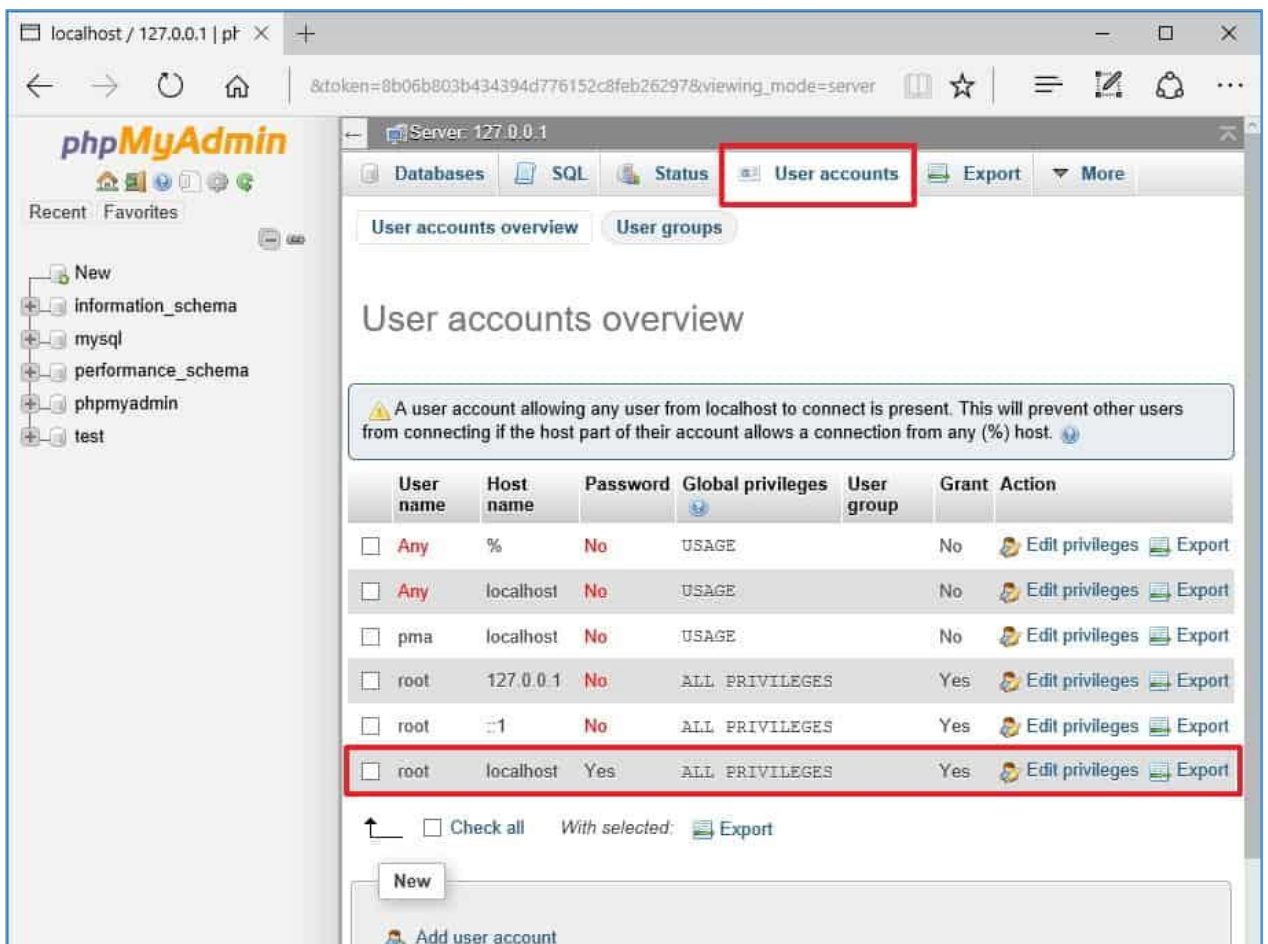 localhost / 127.0.0.1 | pł
&token=8b06b803b434394d776152c8feb26297&viewing_mode=server
phpMyAdmin
Recent Favorites
New
information_schema
mysql
performance_schema
phpmyadmin
test
Server: 127.0.0.1
Databases SQL Status User accounts Export More
User accounts overview User groups
User accounts overview
A user account allowing any user from localhost to connect is present. This will prevent other users
from connecting if the host part of their account allows a connection from any (%) host.
User name Host name Password Global privileges User group Grant Action
Any % No USAGE No Edit privileges Export
Any localhost No USAGE No Edit privileges Export
pma localhost No USAGE No Edit privileges Export
root 127.0.0.1 No ALL PRIVILEGES Yes Edit privileges Export
root ::1 No ALL PRIVILEGES Yes Edit privileges Export
root localhost Yes ALL PRIVILEGES Yes Edit privileges Export
Check all With selected: Export
New
Add user account